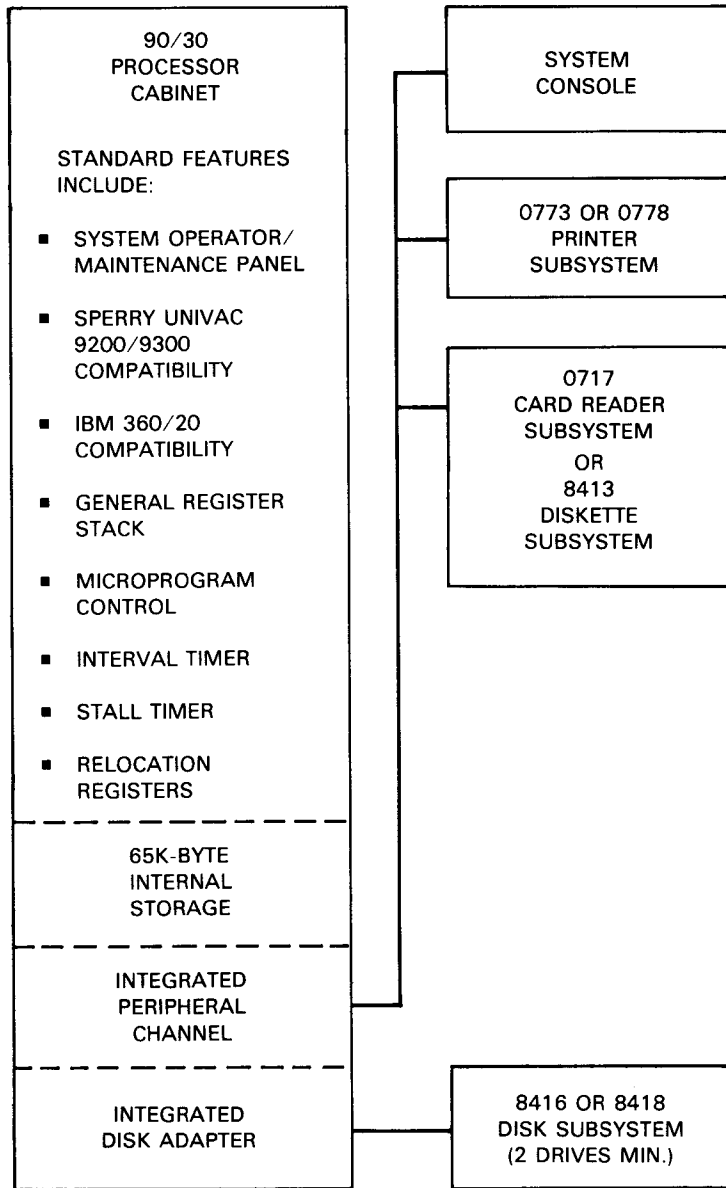 90/30
PROCESSOR
CABINET
STANDARD FEATURES
INCLUDE:
■ SYSTEM OPERATOR/
MAINTENANCE PANEL
■ SPERRY UNIVAC
9200/9300
COMPATIBILITY
■ IBM 360/20
COMPATIBILITY
■ GENERAL REGISTER
STACK
■ MICROPROGRAM
CONTROL
■ INTERVAL TIMER
■ STALL TIMER
■ RELOCATION
REGISTERS
65K-BYTE
INTERNAL
STORAGE
INTEGRATED
PERIPHERAL
CHANNEL
INTEGRATED
DISK ADAPTER
SYSTEM
CONSOLE
0773 OR 0778
PRINTER
SUBSYSTEM
0717
CARD READER
SUBSYSTEM
OR
8413
DISKETTE
SUBSYSTEM
8416 OR 8418
DISK SUBSYSTEM
(2 DRIVES MIN.)